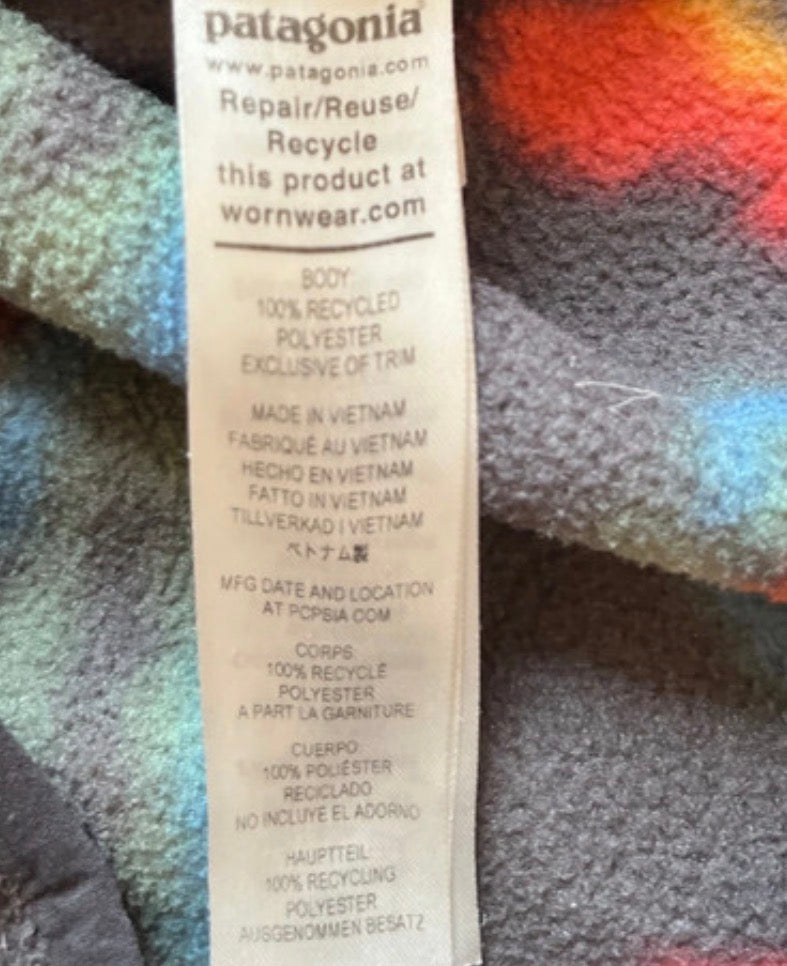 patagonia
www.patagonia.com
Repair/Reuse/
Recycle
this product at
wornwear.com
BODY:
100% RECYCLED
POLYESTER
EXCLUSIVE OF TRIM
MADE IN VIETNAM
FABRIQUÉ AU VIETNAM
HECHO EN VIETNAM
FATTO IN VIETNAM
TILLVERKAD I VIETNAM
ベトナム製
MFG DATE AND LOCATION
AT PCPSIA.COM
CORPS:
100% RECYCLÉ
POLYESTER
A PART LA GARNITURE
CUERPO:
100% POLIÉSTER
RECICLADO
NO INCLUYE EL ADORNO
HAUPTTEIL:
100% RECYCLING
POLYESTER
AUSGENOMMEN BESATZ